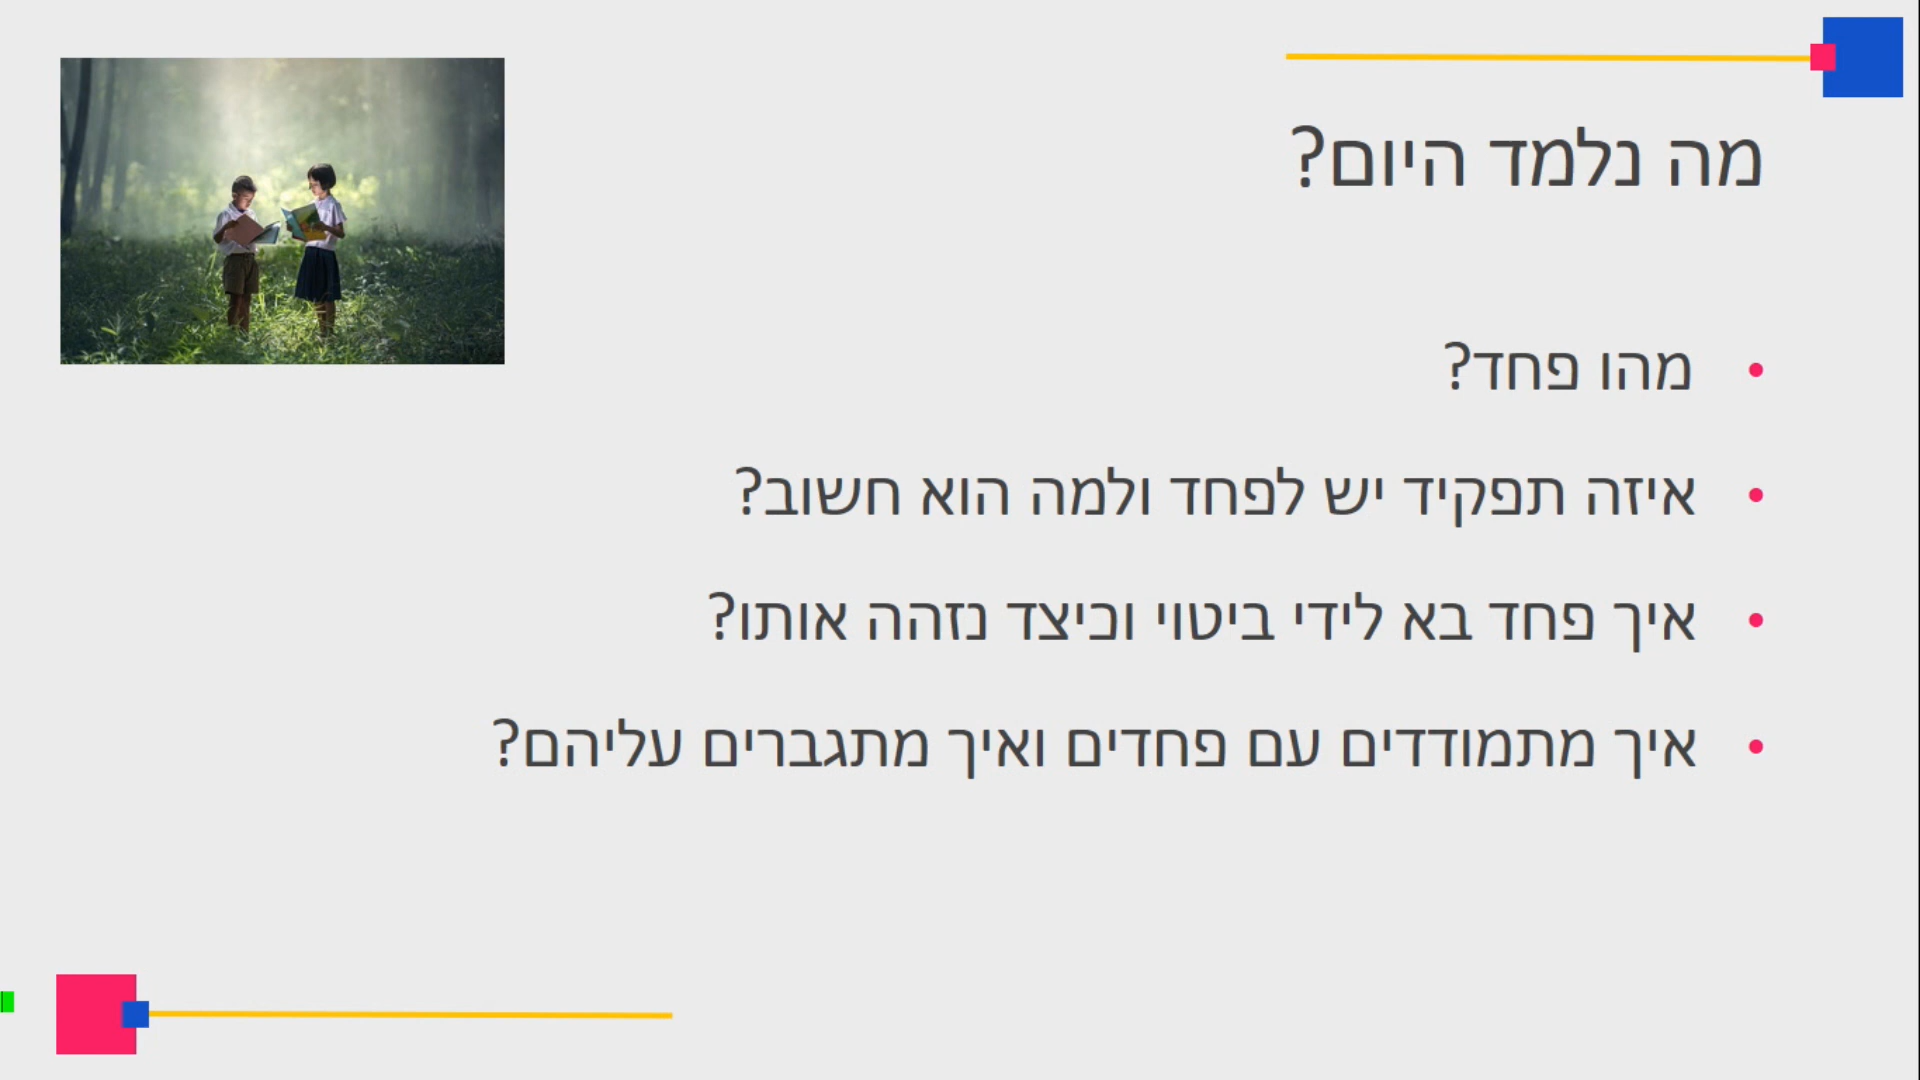 מה נלמד היום?
מהו פחד?
איזה תפקיד יש לפחד ולמה הוא חשוב?
איך פחד בא לידי ביטוי וכיצד נזהה אותו?
איך מתמודדים עם פחדים ואיך מתגברים עליהם?